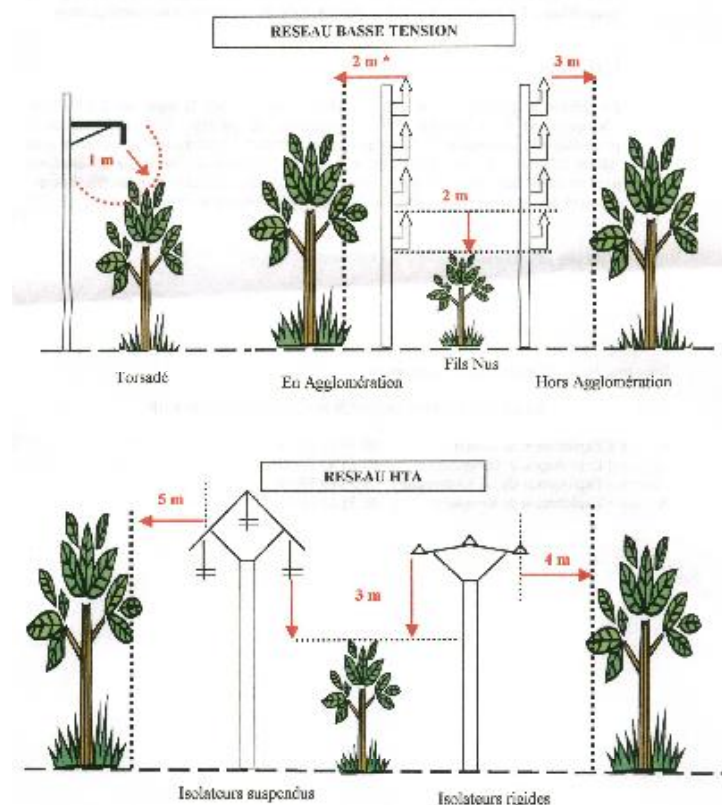 RESEAU BASSE TENSION
2 m *
3 m
1 m
2 m
Fils Nus
Torsadé
En Agglomération
Hors Agglomération
RESEAU HTA
5 m
3 m
4 m
Isolateurs suspendus
Isolateurs rigides